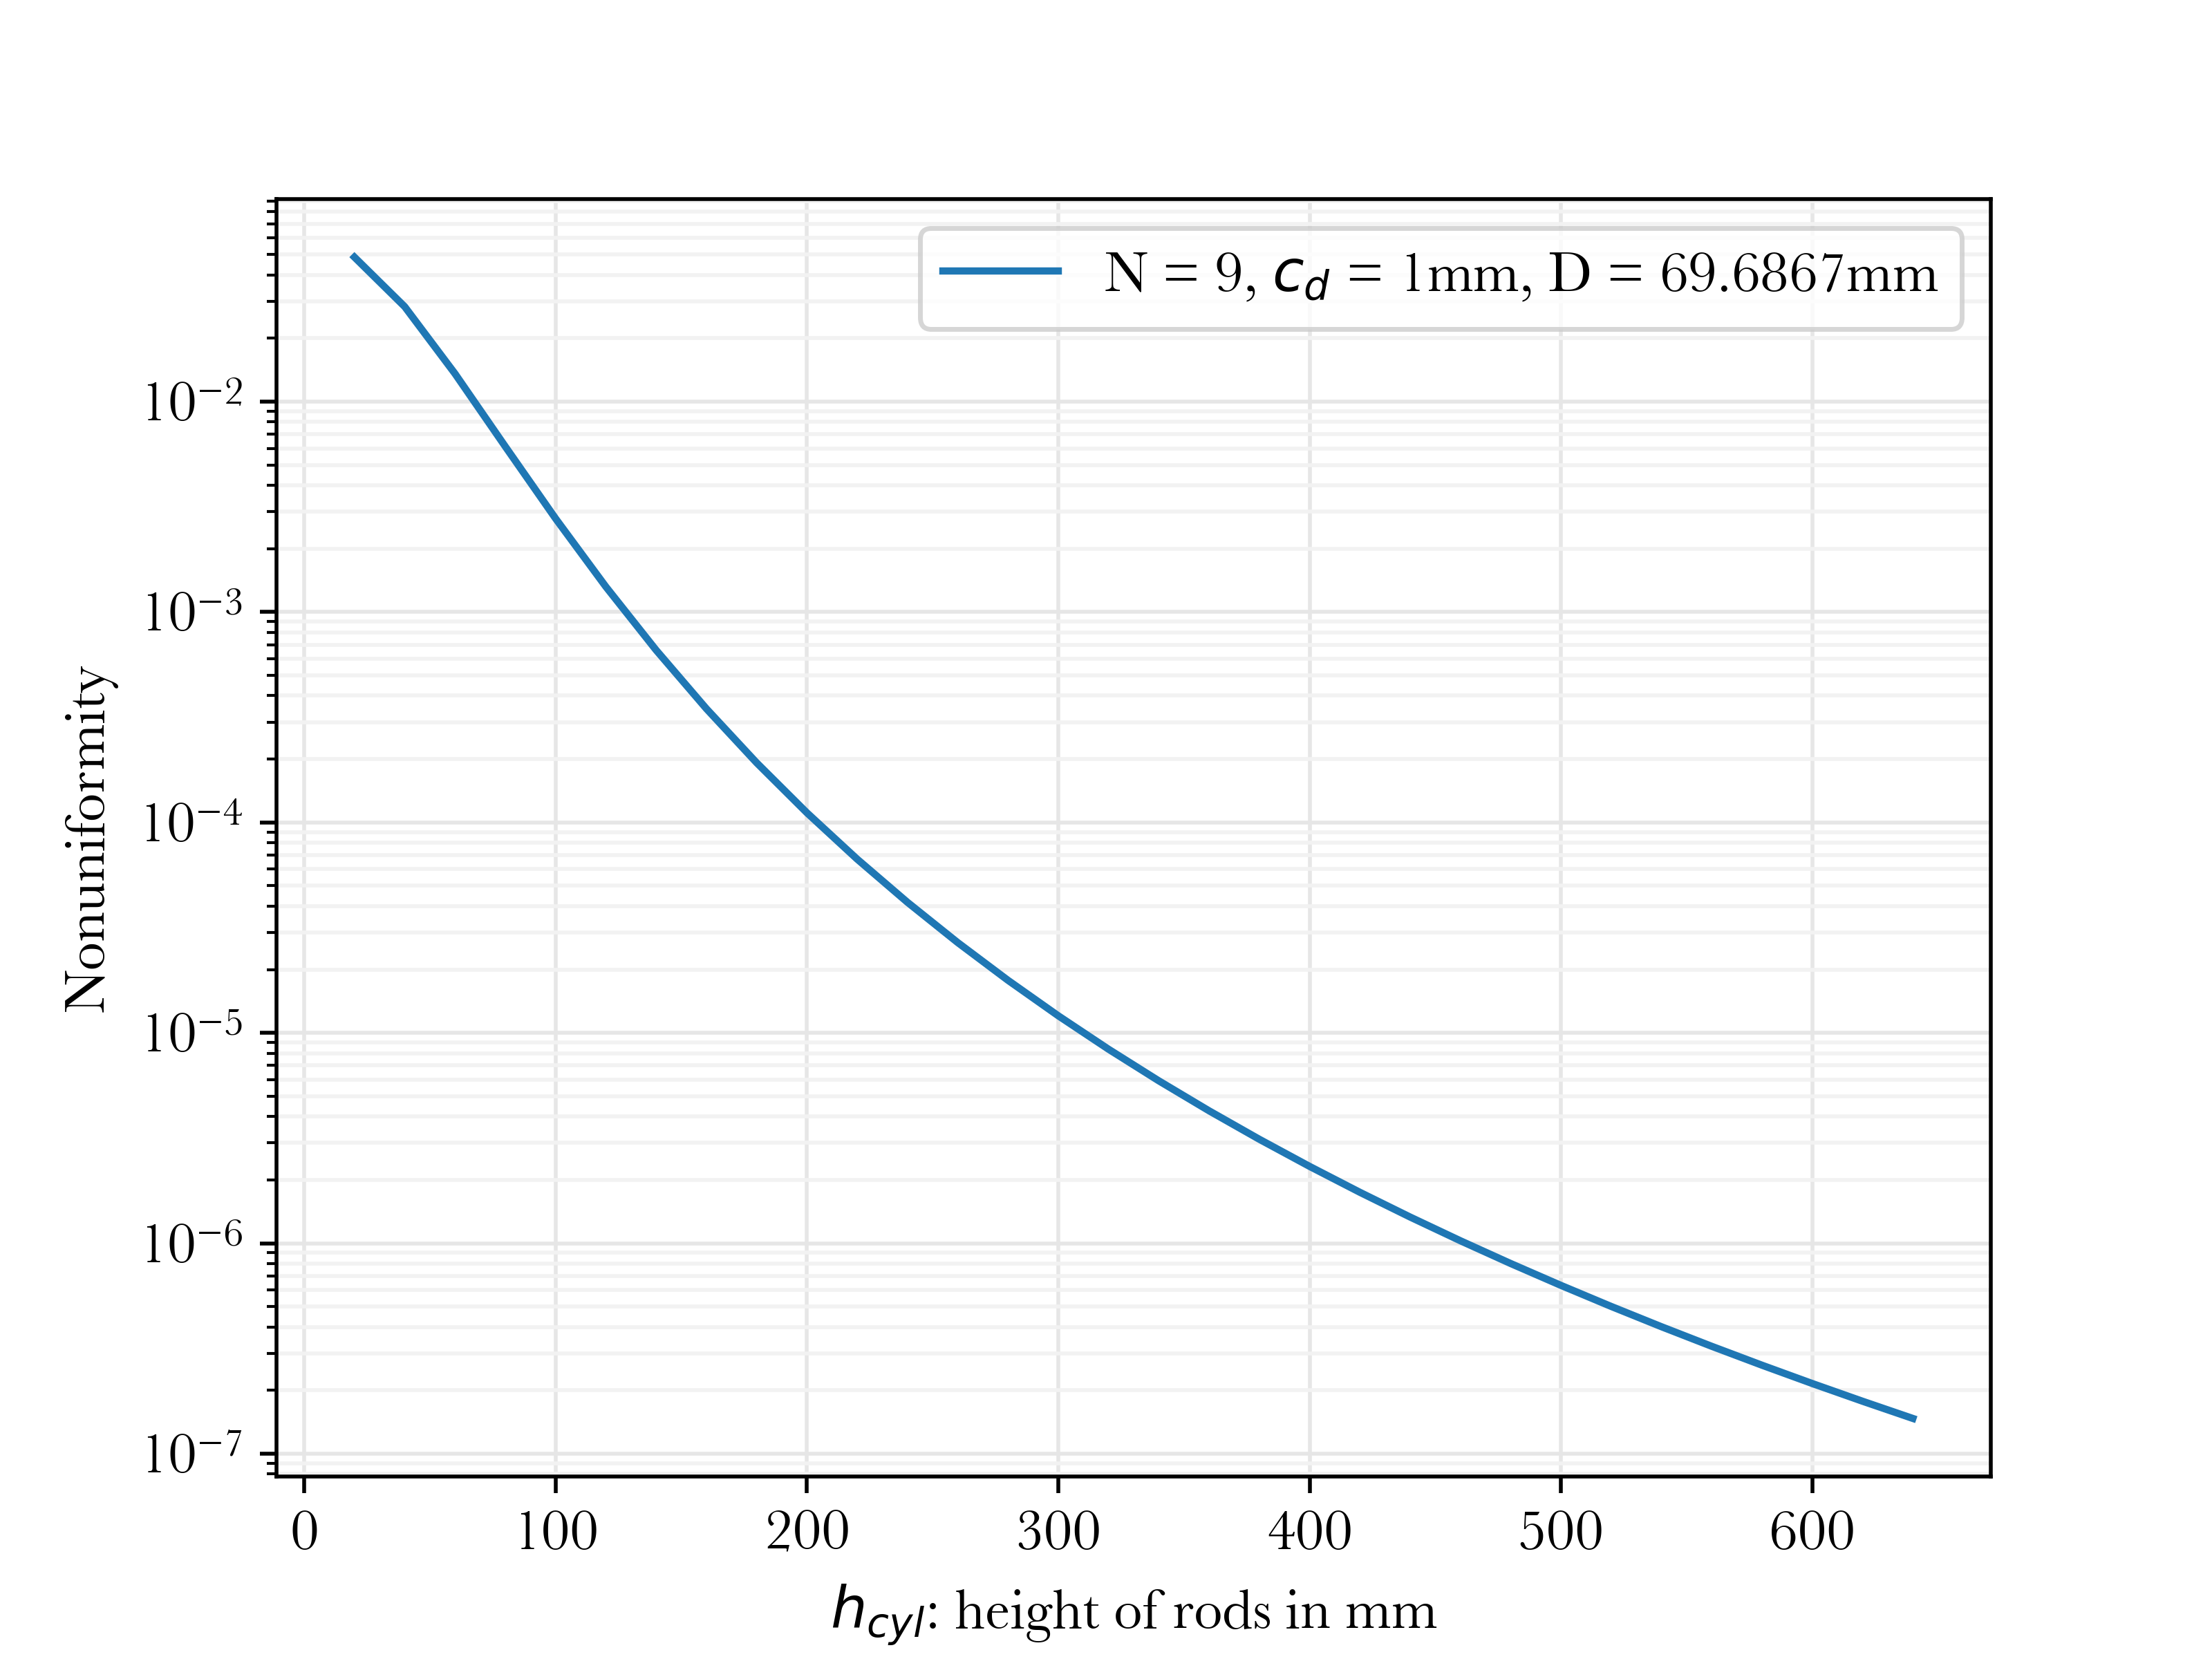 N = 9, c_d = 1mm, D = 69.6867mm
10⁻²
10⁻³
10⁻⁴
10⁻⁵
10⁻⁶
10⁻⁷
Nonuniformity
0 100 200 300 400 500 600
h_cyl: height of rods in mm